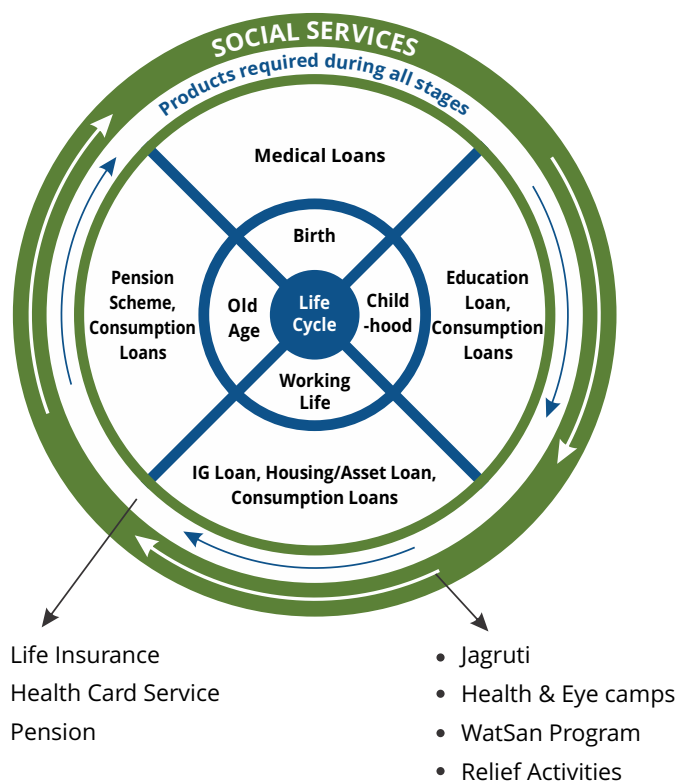 SOCIAL SERVICES
Products required during all stages
Medical Loans
Birth
Pension
Scheme,
Consumption
Loans
Old
Age
Life
Cycle
Child
-hood
Education
Loan,
Consumption
Loans
Working
Life
IG Loan, Housing/Asset Loan,
Consumption Loans
Life Insurance
Health Card Service
Pension
• Jagruti
• Health & Eye camps
• WatSan Program
• Relief Activities